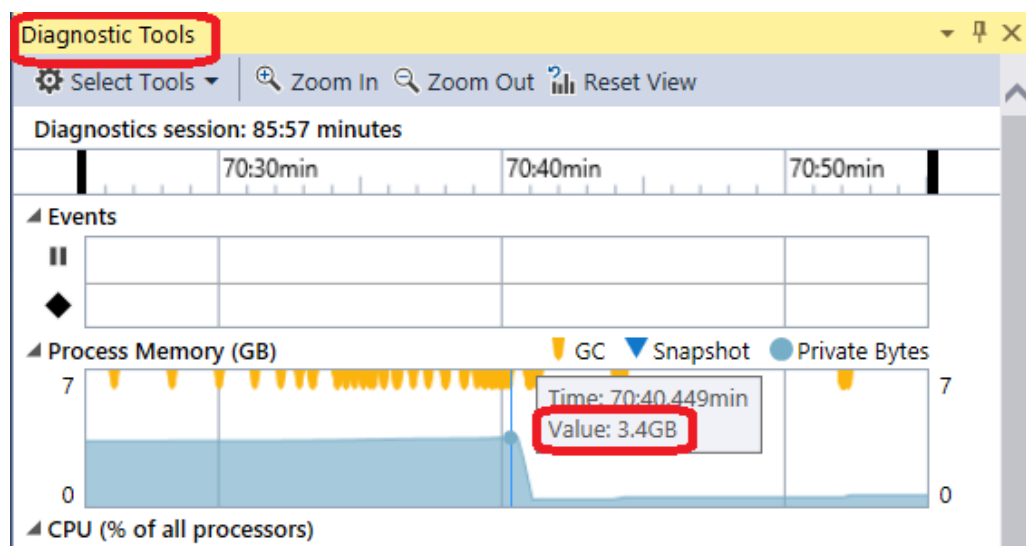 Diagnostic Tools
Select Tools Zoom In Zoom Out Reset View
Diagnostics session: 85:57 minutes
70:30min 70:40min 70:50min
Events
Process Memory (GB) GC Snapshot Private Bytes
7 7
Time: 70:40.449min
Value: 3.4GB
0 0
CPU (% of all processors)